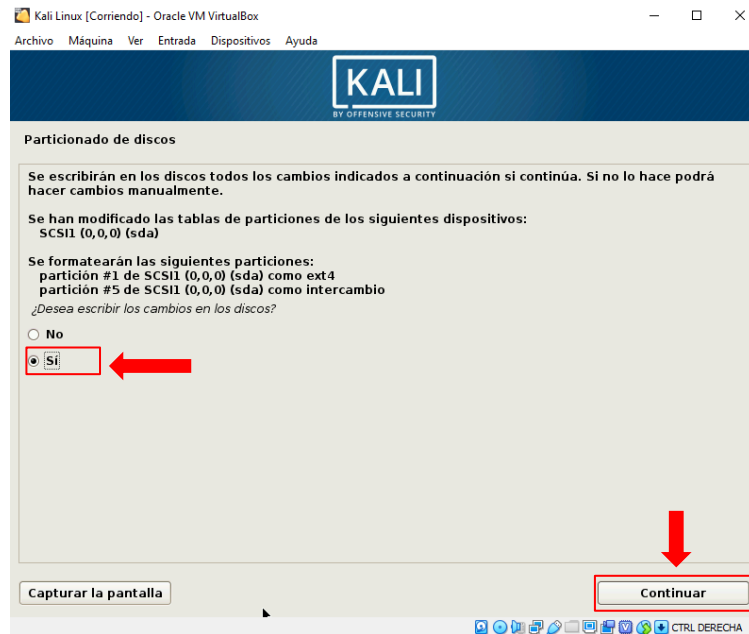 Kali Linux [Corriendo] - Oracle VM VirtualBox
Archivo Máquina Ver Entrada Dispositivos Ayuda
KALI
BY OFFENSIVE SECURITY
Particionado de discos
Se escribirán en los discos todos los cambios indicados a continuación si continúa. Si no lo hace podrá
hacer cambios manualmente.
Se han modificado las tablas de particiones de los siguientes dispositivos:
SCSI1 (0,0,0) (sda)
Se formatearán las siguientes particiones:
partición #1 de SCSI1 (0,0,0) (sda) como ext4
partición #5 de SCSI1 (0,0,0) (sda) como intercambio
¿Desea escribir los cambios en los discos?
No
Sí
Capturar la pantalla
Continuar
CTRL DERECHA